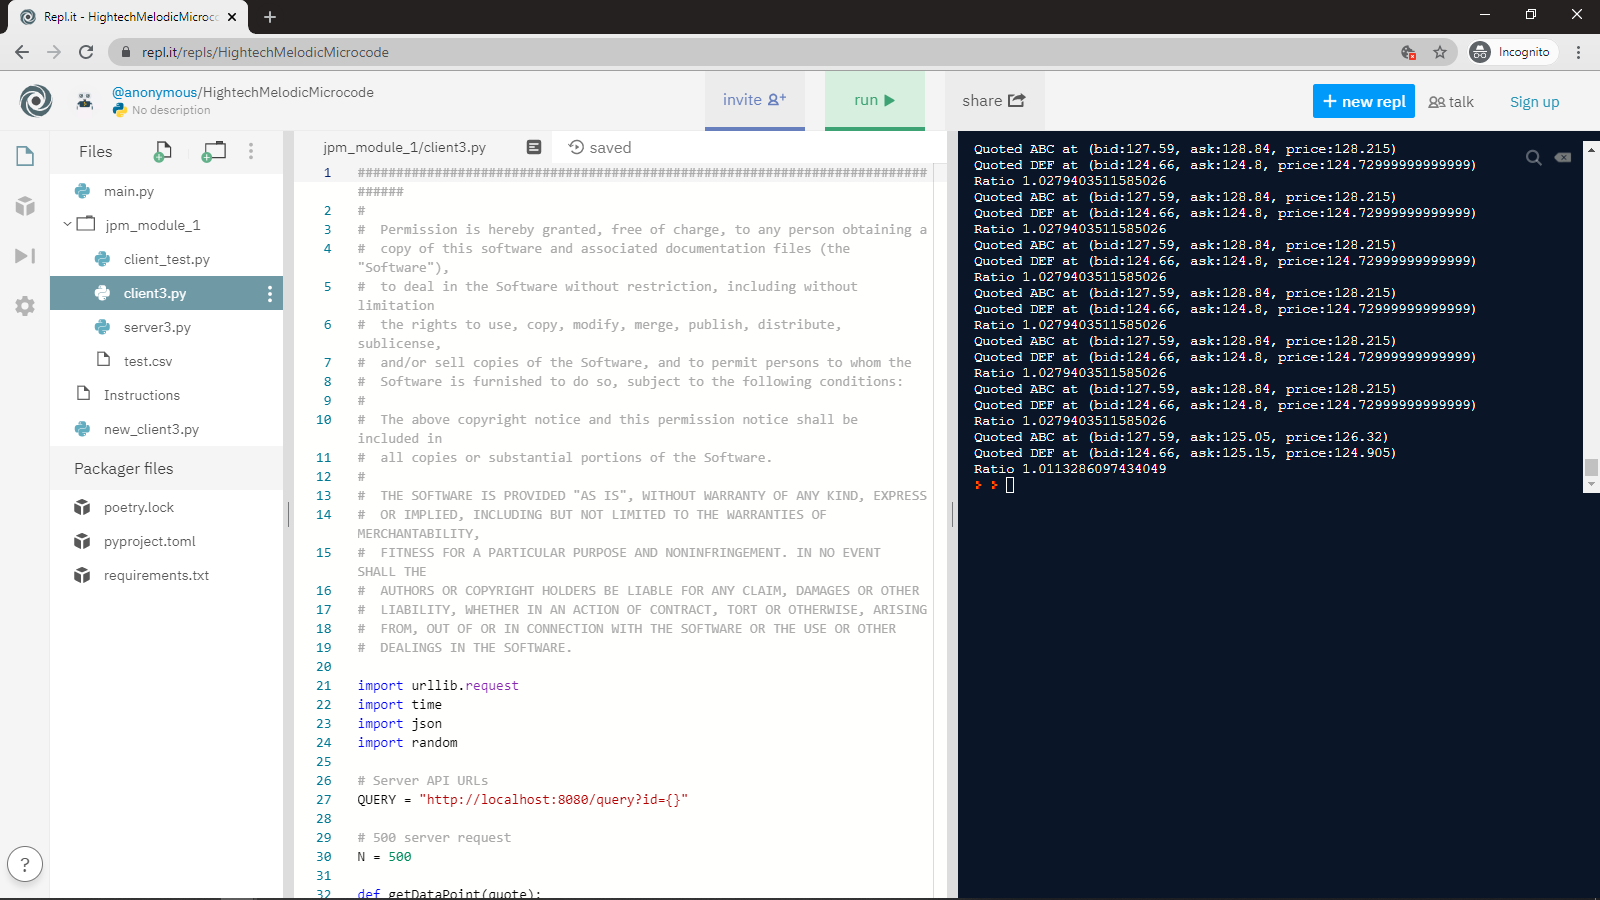 Repl.it - HightechMelodicMicroc
repl.it/repls/HightechMelodicMicrocode
Incognito
@anonymous/HightechMelodicMicrocode
No description
invite
run
share
+ new repl
talk
Sign up
Files
main.py
jpm_module_1
client_test.py
client3.py
server3.py
test.csv
Instructions
new_client3.py
Packager files
poetry.lock
pyproject.toml
requirements.txt
?
jpm_module_1/client3.py
saved
1 ##########################################################################
######
2 #
3 #  Permission is hereby granted, free of charge, to any person obtaining a
4 #  copy of this software and associated documentation files (the
"Software"),
5 #  to deal in the Software without restriction, including without
limitation
6 #  the rights to use, copy, modify, merge, publish, distribute,
sublicense,
7 #  and/or sell copies of the Software, and to permit persons to whom the
8 #  Software is furnished to do so, subject to the following conditions:
9 #
10 #  The above copyright notice and this permission notice shall be
included in
11 #  all copies or substantial portions of the Software.
12 #
13 #  THE SOFTWARE IS PROVIDED "AS IS", WITHOUT WARRANTY OF ANY KIND, EXPRESS
14 #  OR IMPLIED, INCLUDING BUT NOT LIMITED TO THE WARRANTIES OF
MERCHANTABILITY,
15 #  FITNESS FOR A PARTICULAR PURPOSE AND NONINFRINGEMENT. IN NO EVENT
SHALL THE
16 #  AUTHORS OR COPYRIGHT HOLDERS BE LIABLE FOR ANY CLAIM, DAMAGES OR OTHER
17 #  LIABILITY, WHETHER IN AN ACTION OF CONTRACT, TORT OR OTHERWISE, ARISING
18 #  FROM, OUT OF OR IN CONNECTION WITH THE SOFTWARE OR THE USE OR OTHER
19 #  DEALINGS IN THE SOFTWARE.
20
21 import urllib.request
22 import time
23 import json
24 import random
25
26 # Server API URLs
27 QUERY = "http://localhost:8080/query?id={}"
28
29 # 500 server request
30 N = 500
31
32 def getDataPoint(quote):
Quoted ABC at (bid:127.59, ask:128.84, price:128.215)
Quoted DEF at (bid:124.66, ask:124.8, price:124.72999999999999)
Ratio 1.0279403511585026
Quoted ABC at (bid:127.59, ask:128.84, price:128.215)
Quoted DEF at (bid:124.66, ask:124.8, price:124.72999999999999)
Ratio 1.0279403511585026
Quoted ABC at (bid:127.59, ask:128.84, price:128.215)
Quoted DEF at (bid:124.66, ask:124.8, price:124.72999999999999)
Ratio 1.0279403511585026
Quoted ABC at (bid:127.59, ask:128.84, price:128.215)
Quoted DEF at (bid:124.66, ask:124.8, price:124.72999999999999)
Ratio 1.0279403511585026
Quoted ABC at (bid:127.59, ask:128.84, price:128.215)
Quoted DEF at (bid:124.66, ask:124.8, price:124.72999999999999)
Ratio 1.0279403511585026
Quoted ABC at (bid:127.59, ask:128.84, price:128.215)
Quoted DEF at (bid:124.66, ask:124.8, price:124.72999999999999)
Ratio 1.0279403511585026
Quoted ABC at (bid:127.59, ask:125.05, price:126.32)
Quoted DEF at (bid:124.66, ask:125.15, price:124.905)
Ratio 1.0113286097434049